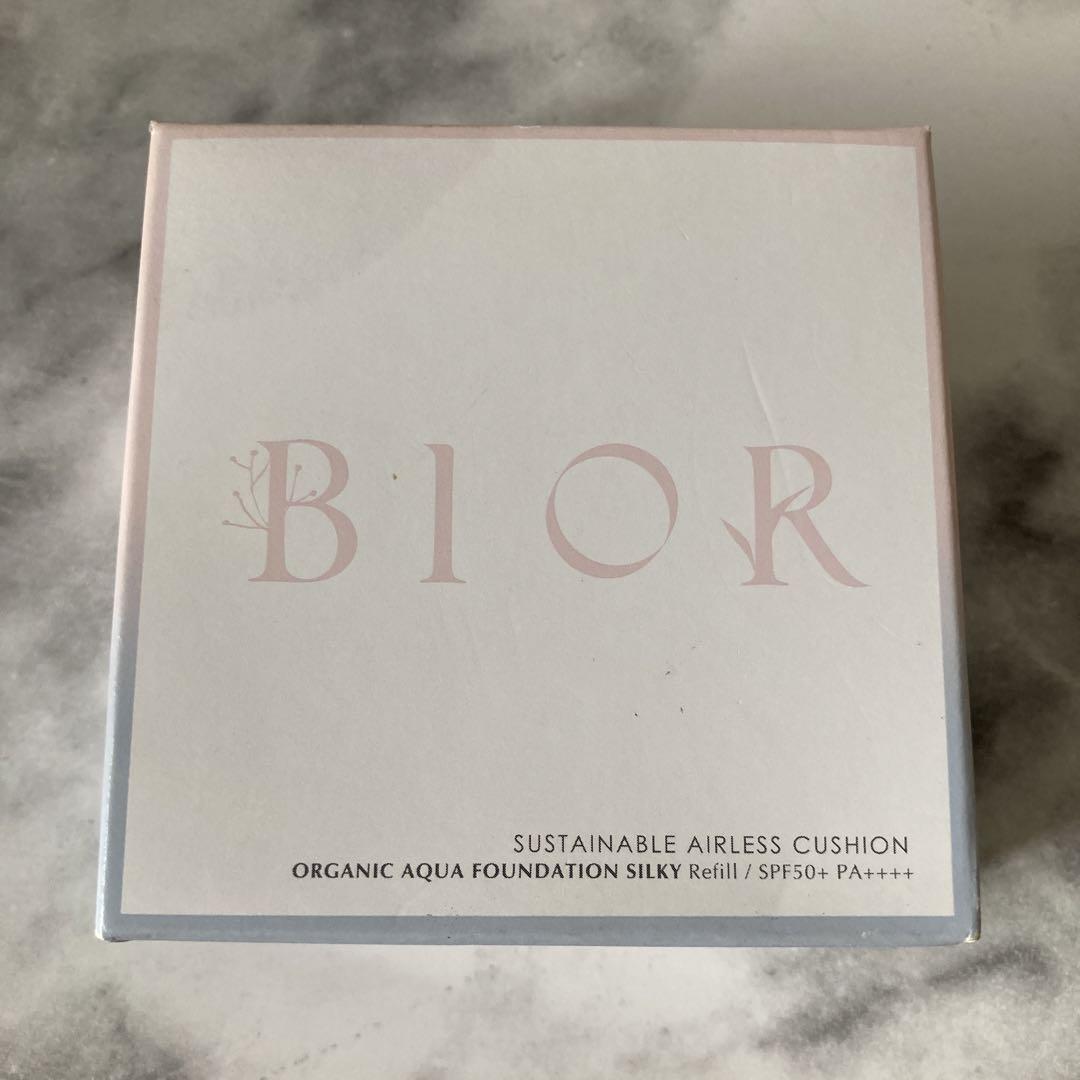 BIOR
SUSTAINABLE AIRLESS CUSHION
ORGANIC AQUA FOUNDATION SILKY Refill / SPF50+ PA++++